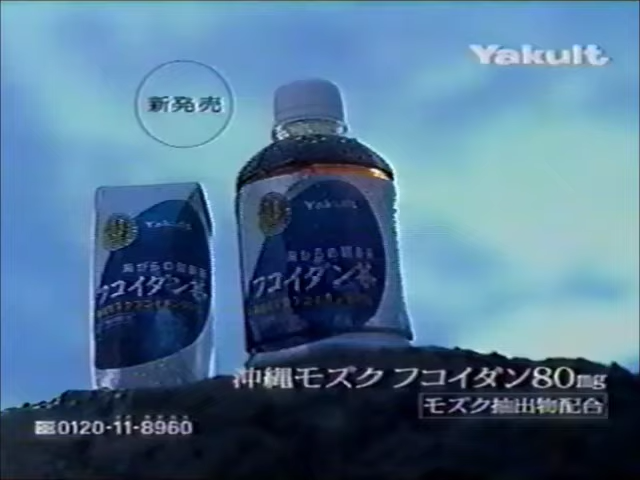 Yakult
新発売
Yakult
フコイダン茶
Yakult
フコイダン茶
沖縄モズク フコイダン80mg
モズク抽出物配合
0120-11-8960